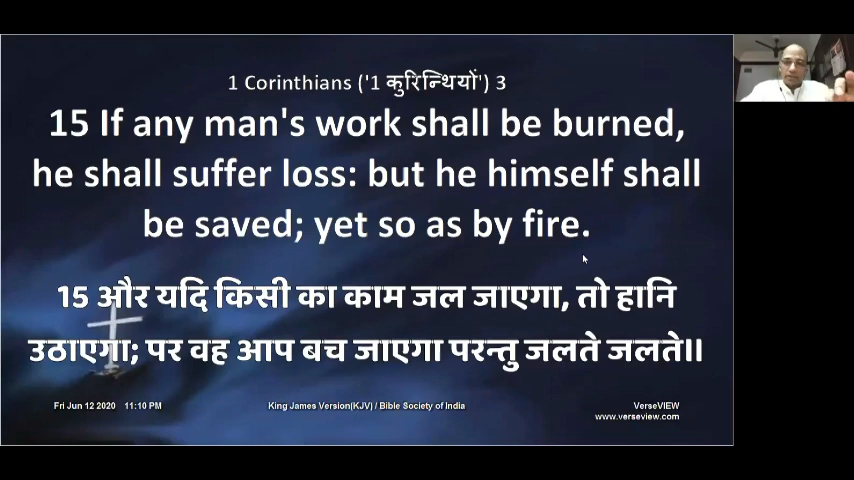 1 Corinthians ('1 कुरिन्थियों') 3
15 If any man's work shall be burned,
he shall suffer loss: but he himself shall
be saved; yet so as by fire.
15 और यदि किसी का काम जल जाएगा, तो हानि
उठाएगा; पर वह आप बच जाएगा परन्तु जलते जलते॥
Fri Jun 12 2020 11:10 PM King James Version(KJV) / Bible Society of India VerseVIEW
www.verseview.com